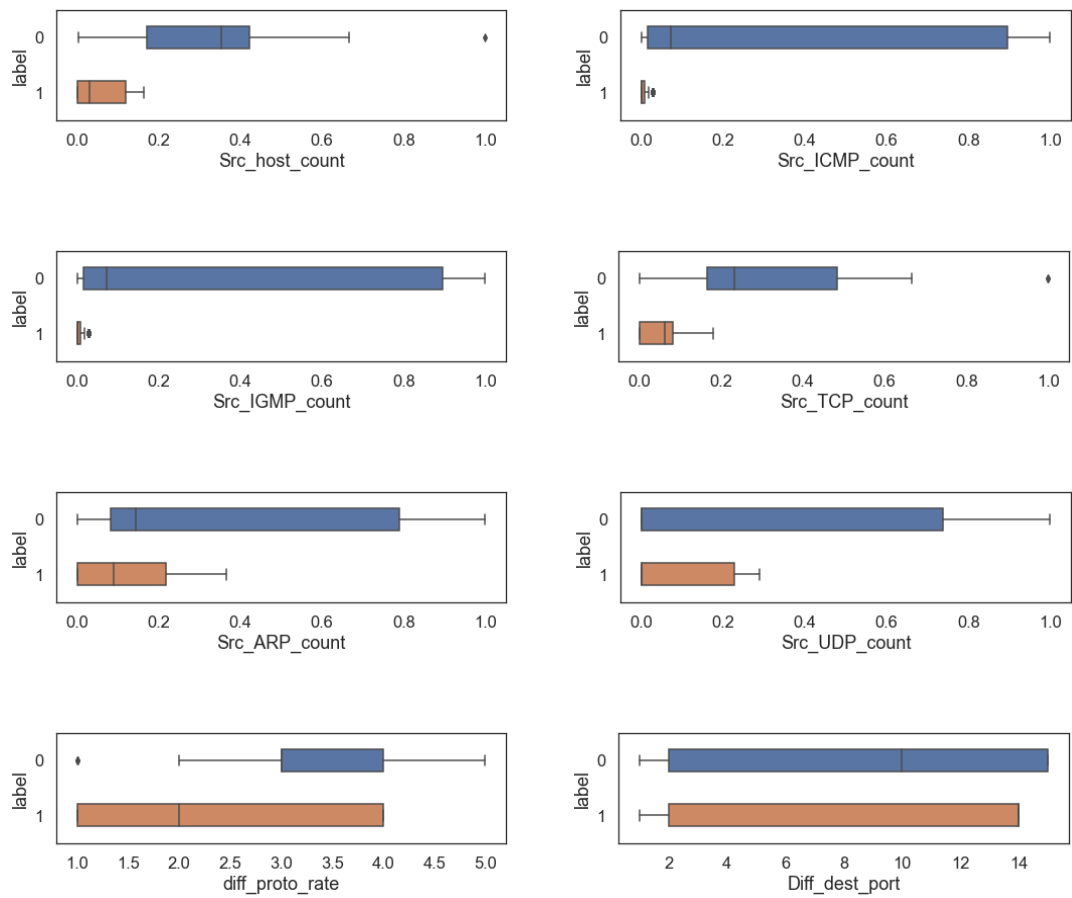 0
label
1
0.0 0.2 0.4 0.6 0.8 1.0
Src_host_count
0
label
1
0.0 0.2 0.4 0.6 0.8 1.0
Src_ICMP_count
0
label
1
0.0 0.2 0.4 0.6 0.8 1.0
Src_IGMP_count
0
label
1
0.0 0.2 0.4 0.6 0.8 1.0
Src_TCP_count
0
label
1
0.0 0.2 0.4 0.6 0.8 1.0
Src_ARP_count
0
label
1
0.0 0.2 0.4 0.6 0.8 1.0
Src_UDP_count
0
label
1
1.0 1.5 2.0 2.5 3.0 3.5 4.0 4.5 5.0
diff_proto_rate
0
label
1
2 4 6 8 10 12 14
Diff_dest_port